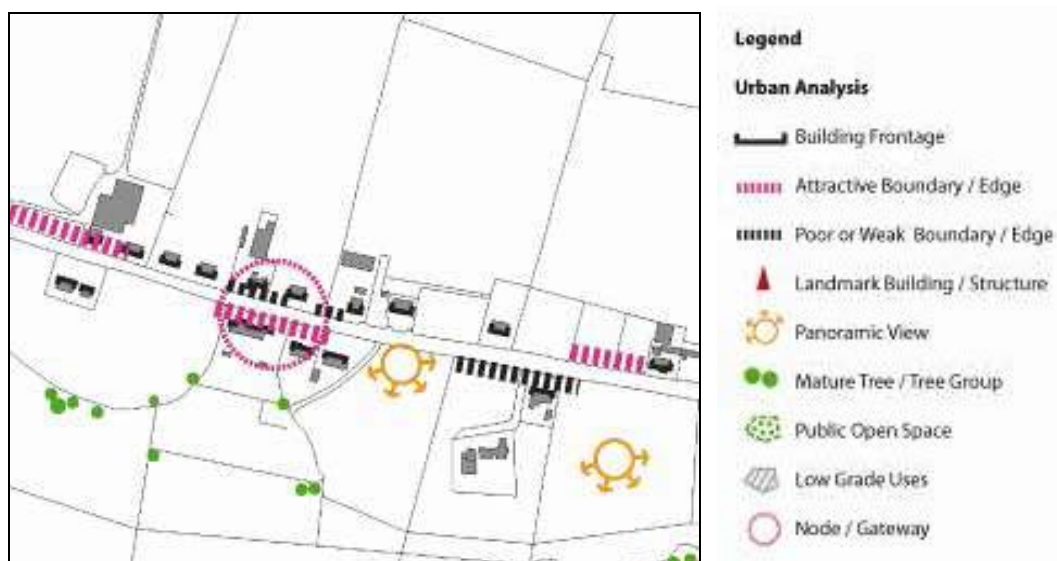 Legend
Urban Analysis
Building Frontage
Attractive Boundary / Edge
Poor or Weak Boundary / Edge
Landmark Building / Structure
Panoramic View
Mature Tree / Tree Group
Public Open Space
Low Grade Uses
Node / Gateway